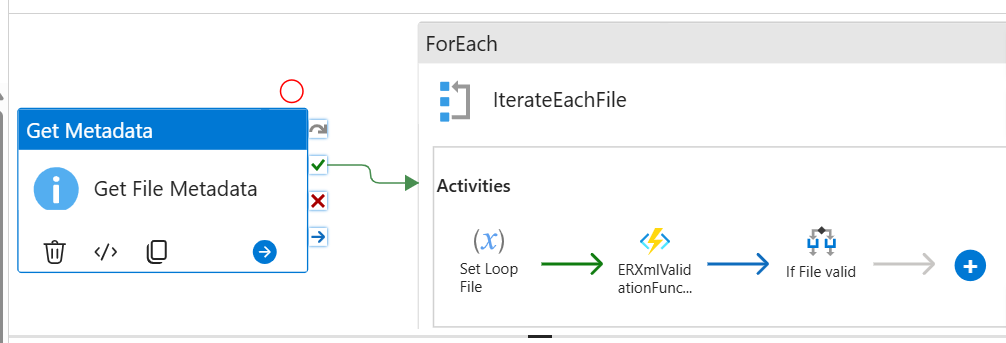 ForEach
IterateEachFile
Get Metadata
Get File Metadata
Activities
(x)
Set Loop
File
ERXmlValid
ationFunc...
If File valid